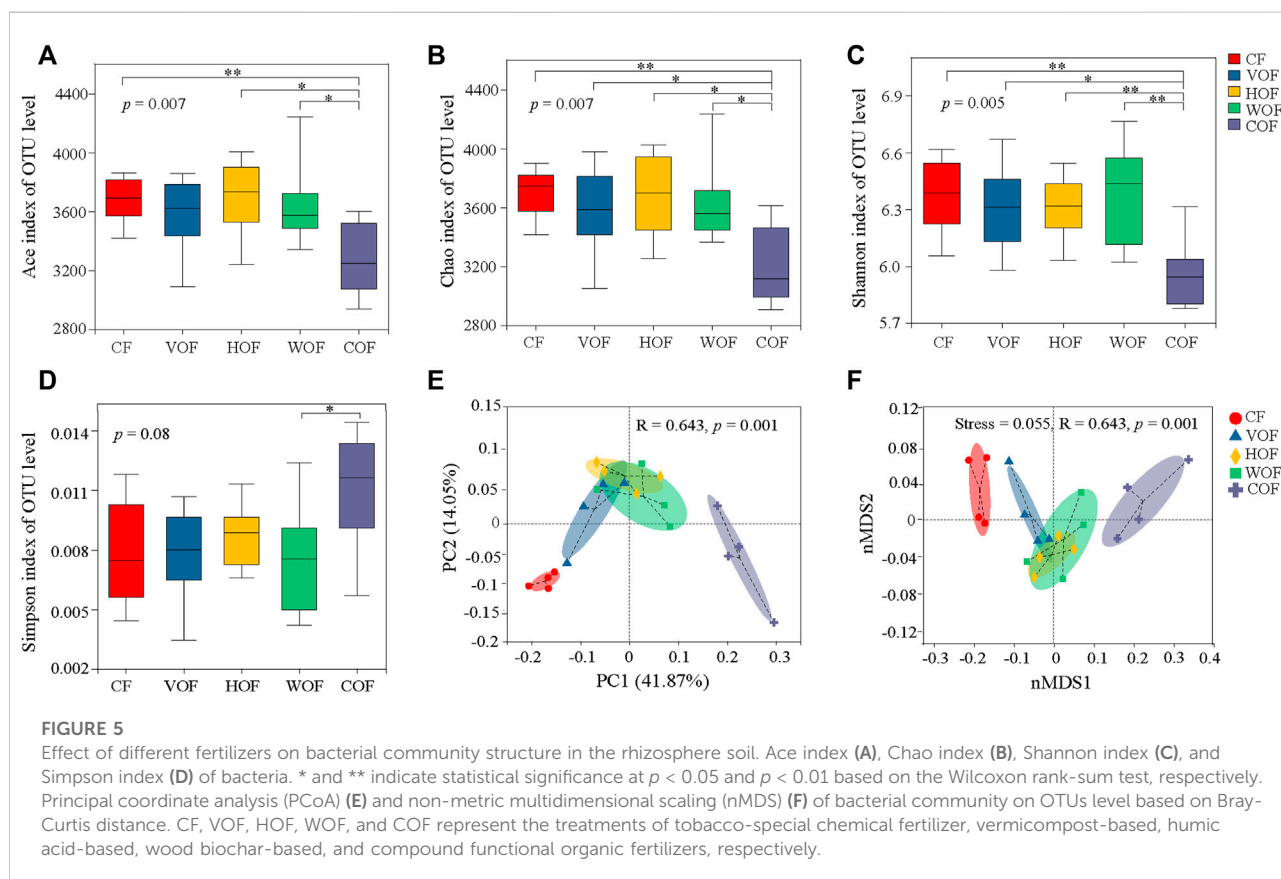 A
**
*
*
p = 0.007
Ace index of OTU level
4400
4000
3600
3200
2800
CF
VOF
HOF
WOF
COF
B
**
*
*
*
p = 0.007
Chao index of OTU level
4400
4000
3600
3200
2800
CF
VOF
HOF
WOF
COF
C
**
*
**
**
p = 0.005
Shannon index of OTU level
6.9
6.6
6.3
6.0
5.7
CF
VOF
HOF
WOF
COF
CF
VOF
HOF
WOF
COF
D
*
p = 0.08
Simpson index of OTU level
0.014
0.011
0.008
0.005
0.002
CF
VOF
HOF
WOF
COF
E
R = 0.643, p = 0.001
PC2 (14.05%)
0.15
0.1
0.05
0
-0.05
-0.1
-0.15
-0.2
-0.2
-0.1
0
0.1
0.2
0.3
PC1 (41.87%)
F
Stress = 0.055, R = 0.643, p = 0.001
nMDS2
0.12
0.08
0.04
0
-0.04
-0.08
-0.12
-0.3
-0.2
-0.1
0
0.1
0.2
0.3
0.4
nMDS1
CF
VOF
HOF
WOF
COF
FIGURE 5
Effect of different fertilizers on bacterial community structure in the rhizosphere soil. Ace index (A), Chao index (B), Shannon index (C), and
Simpson index (D) of bacteria. * and ** indicate statistical significance at p < 0.05 and p < 0.01 based on the Wilcoxon rank-sum test, respectively.
Principal coordinate analysis (PCoA) (E) and non-metric multidimensional scaling (nMDS) (F) of bacterial community on OTUs level based on Bray-
Curtis distance. CF, VOF, HOF, WOF, and COF represent the treatments of tobacco-special chemical fertilizer, vermicompost-based, humic
acid-based, wood biochar-based, and compound functional organic fertilizers, respectively.